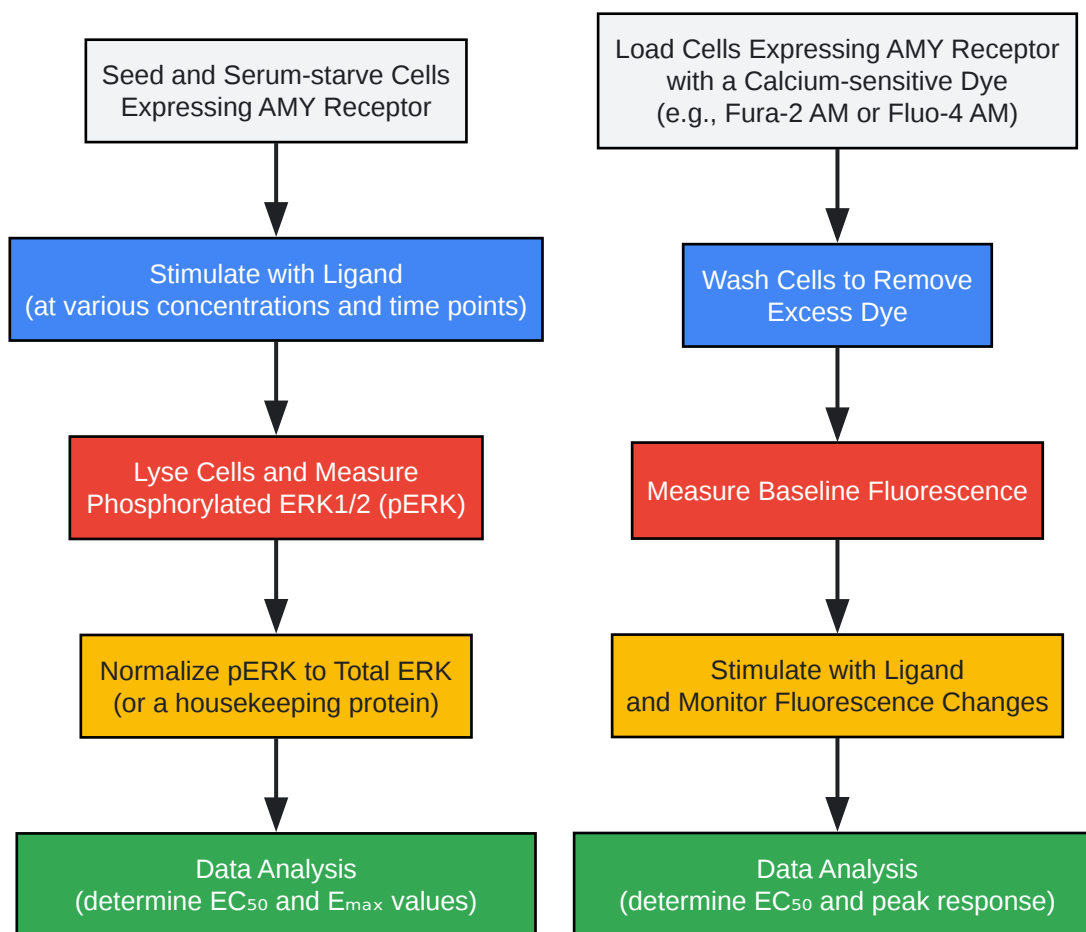 Seed and Serum-starve Cells
Expressing AMY Receptor
Stimulate with Ligand
(at various concentrations and time points)
Lyse Cells and Measure
Phosphorylated ERK1/2 (pERK)
Normalize pERK to Total ERK
(or a housekeeping protein)
Data Analysis
(determine EC₅₀ and Eₘₐₓ values)
Load Cells Expressing AMY Receptor
with a Calcium-sensitive Dye
(e.g., Fura-2 AM or Fluo-4 AM)
Wash Cells to Remove
Excess Dye
Measure Baseline Fluorescence
Stimulate with Ligand
and Monitor Fluorescence Changes
Data Analysis
(determine EC₅₀ and peak response)